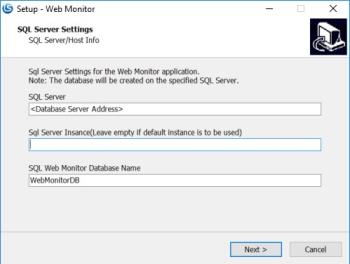 Setup - Web Monitor
SQL Server Settings
SQL Server/Host Info
Sql Server Settings for the Web Monitor application.
Note: The database will be created on the specified SQL Server.
SQL Server
<Database Server Address>
Sql Server Insance(Leave empty if default instance is to be used)
SQL Web Monitor Database Name
WebMonitorDB
Next >
Cancel